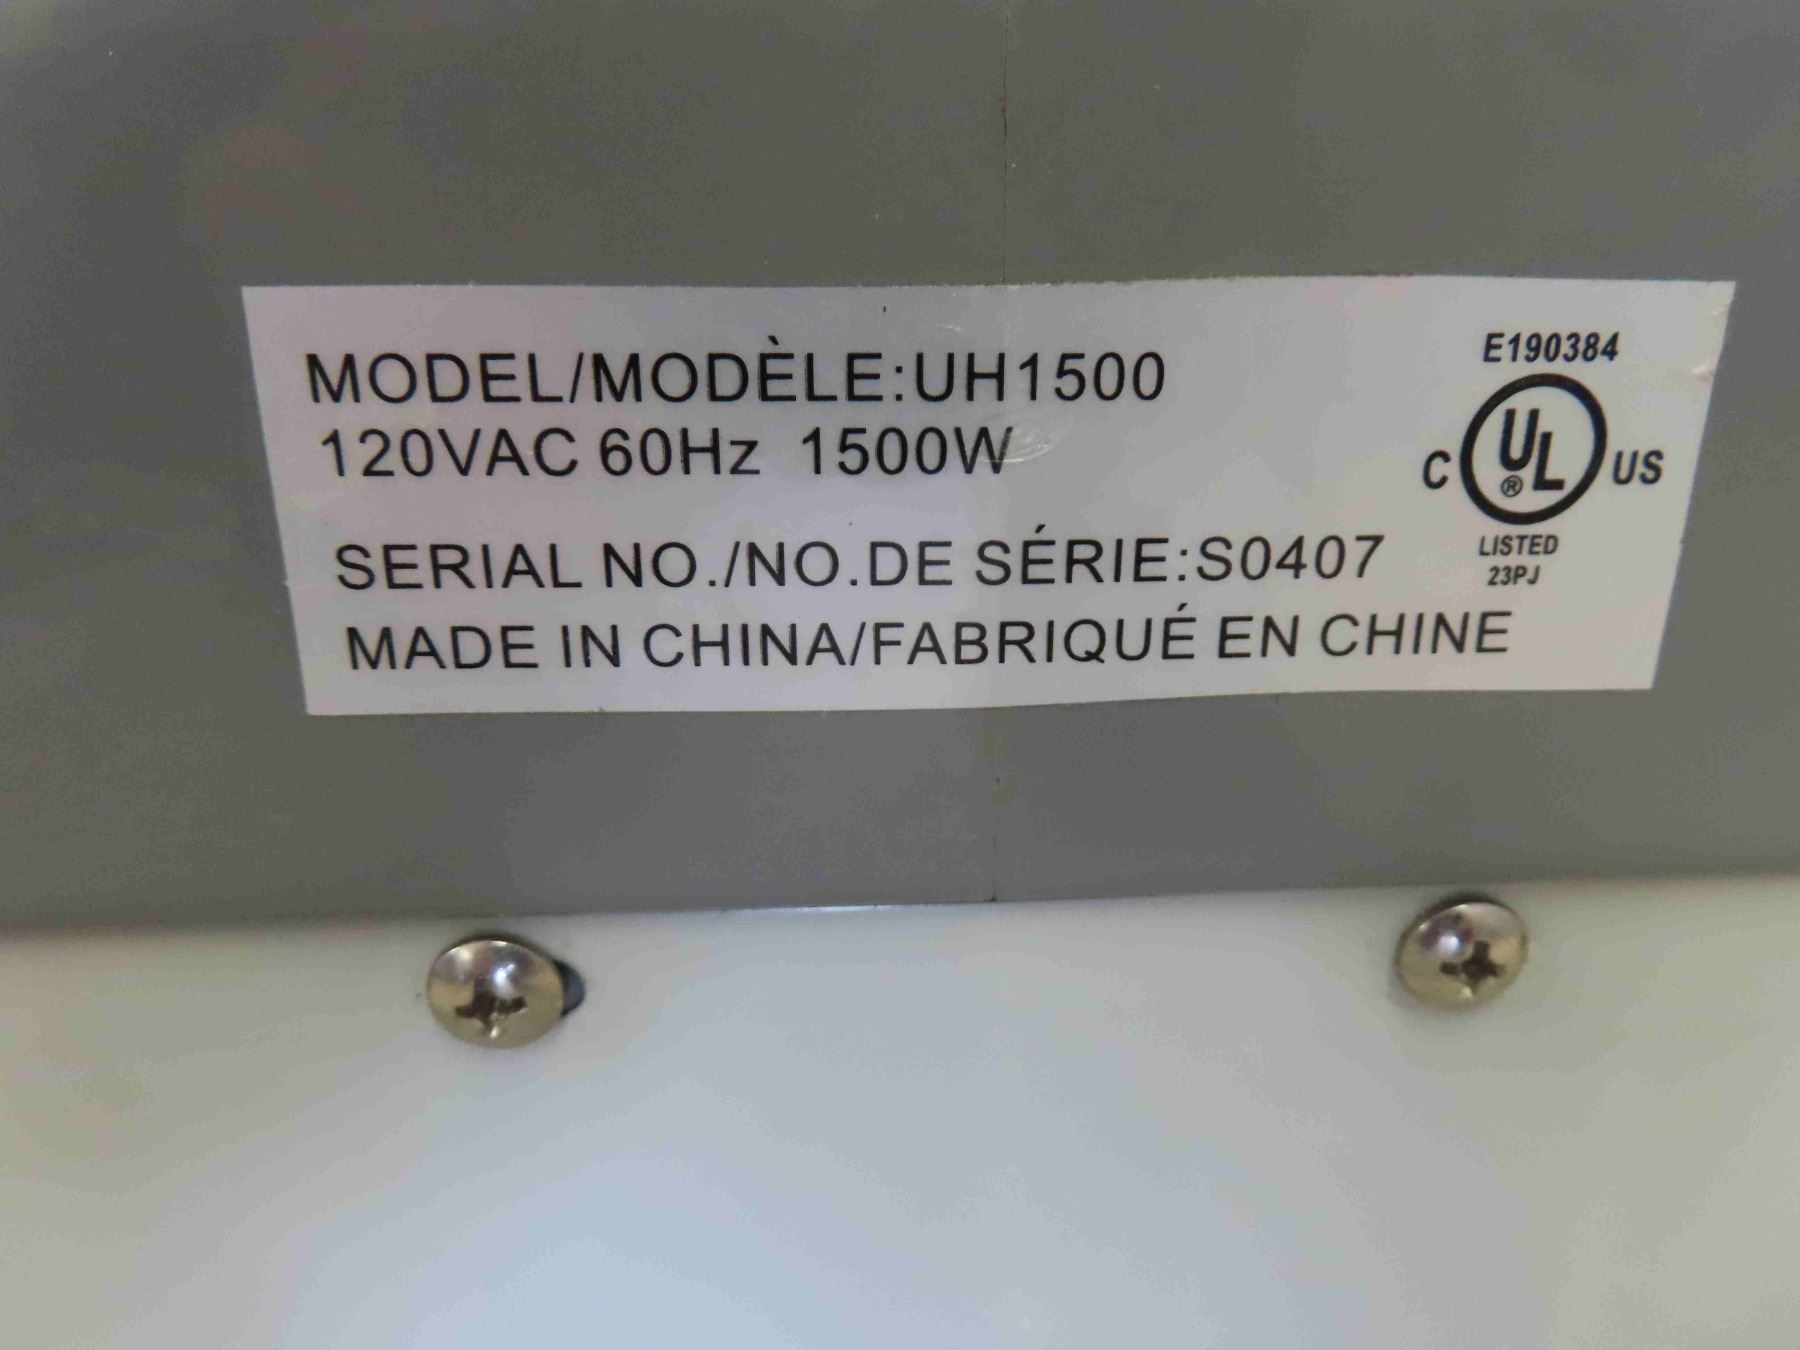 MODEL/MODÈLE:UH1500
120VAC 60Hz 1500W
SERIAL NO./NO.DE SÉRIE:S0407
MADE IN CHINA/FABRIQUÉ EN CHINE
E190384
C UL ® US
LISTED
23PJ